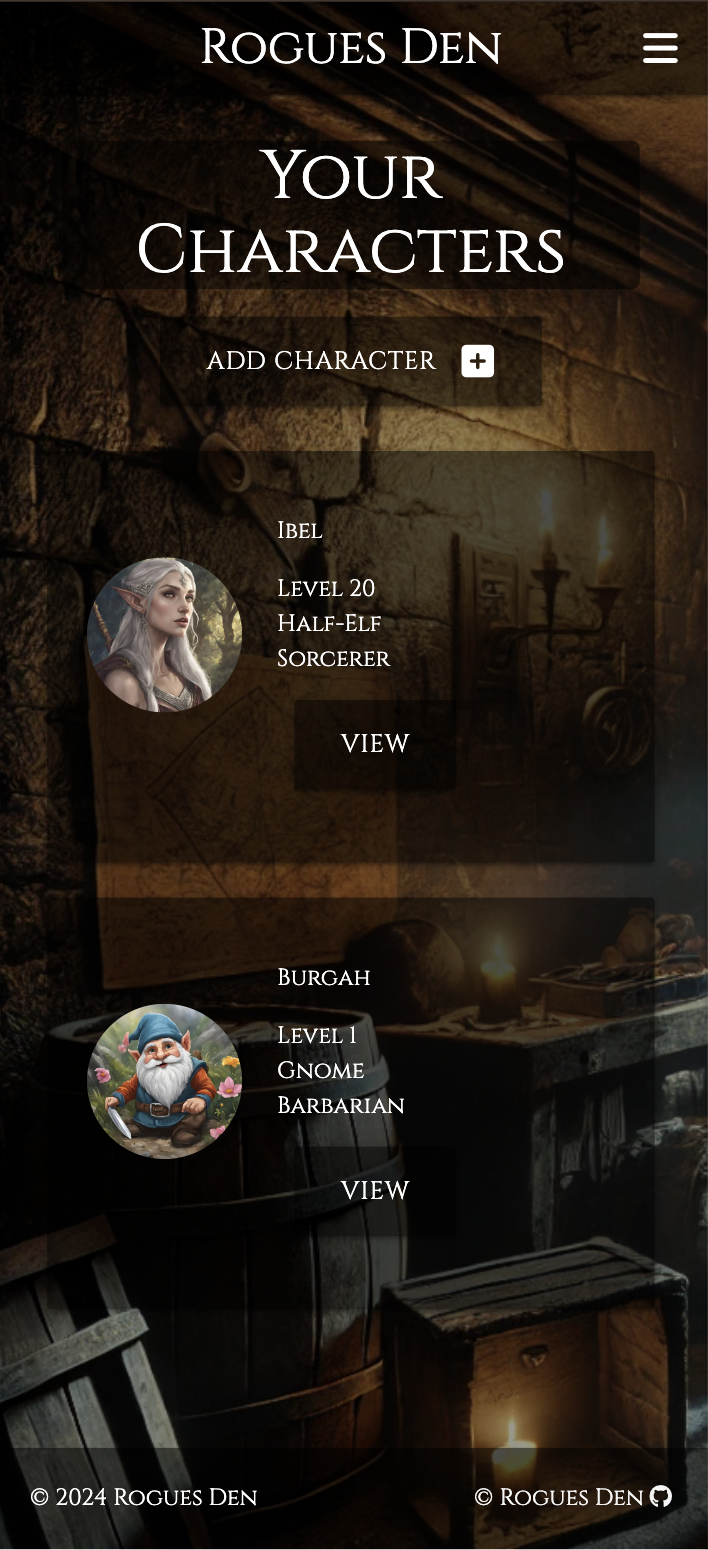 Rogues Den
Your
Characters
ADD CHARACTER
Ibel
Level 20
Half-Elf
Sorcerer
VIEW
Burgah
Level 1
Gnome
Barbarian
VIEW
© 2024 Rogues Den
© Rogues Den